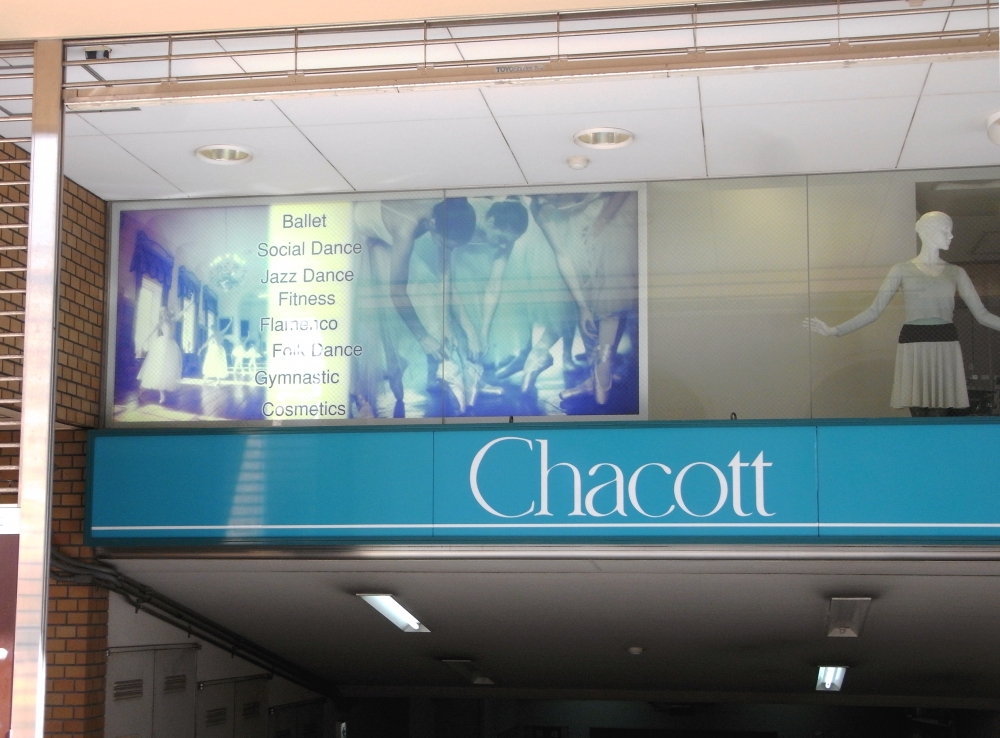 Ballet
Social Dance
Jazz Dance
Fitness
Flamenco
Folk Dance
Gymnastic
Cosmetics
Chacott